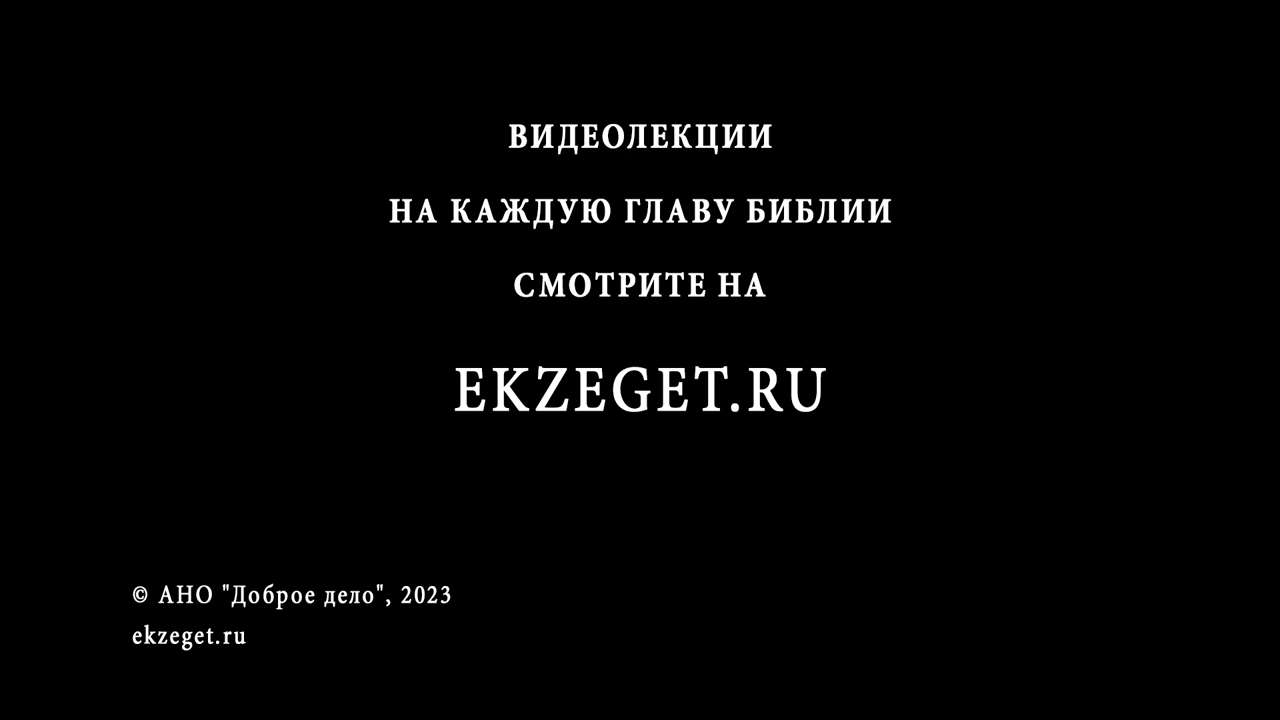 ВИДЕОЛЕКЦИИ
НА КАЖДУЮ ГЛАВУ БИБЛИИ
СМОТРИТЕ НА
EKZEGET.RU
© АНО "Доброе дело", 2023
ekzeget.ru